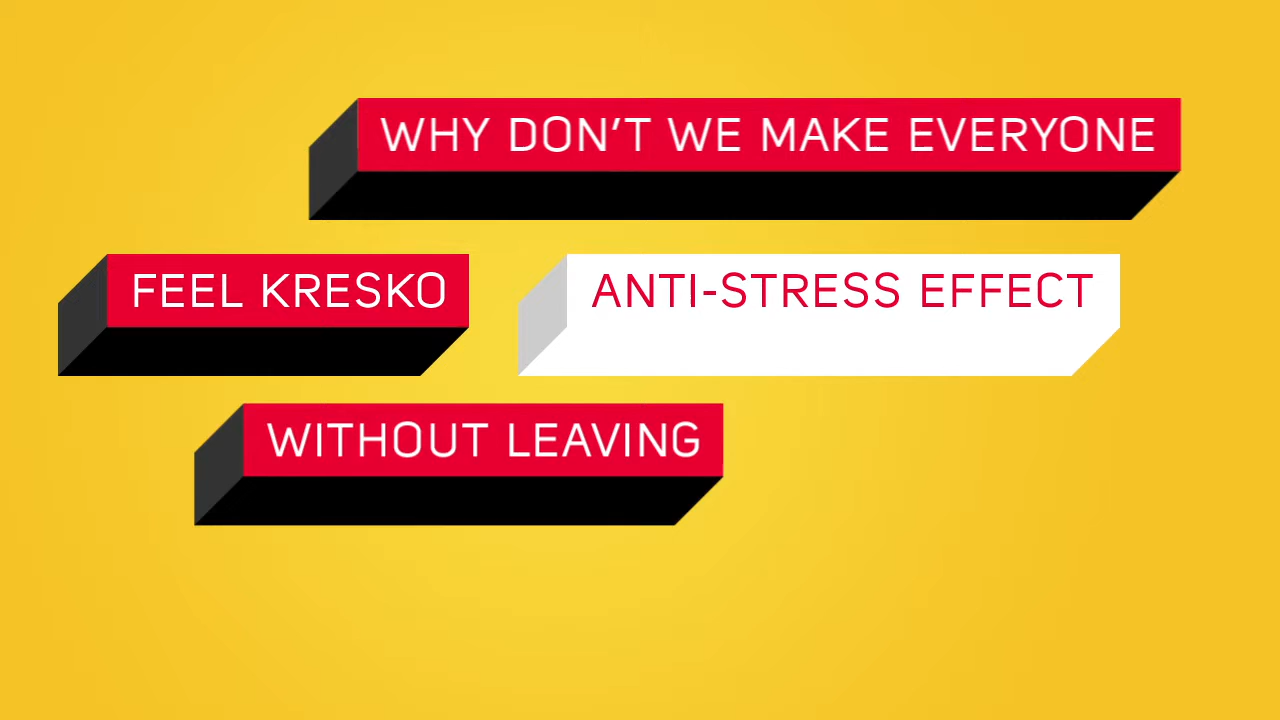 WHY DON'T WE MAKE EVERYONE
FEEL KRESKO ANTI-STRESS EFFECT
WITHOUT LEAVING